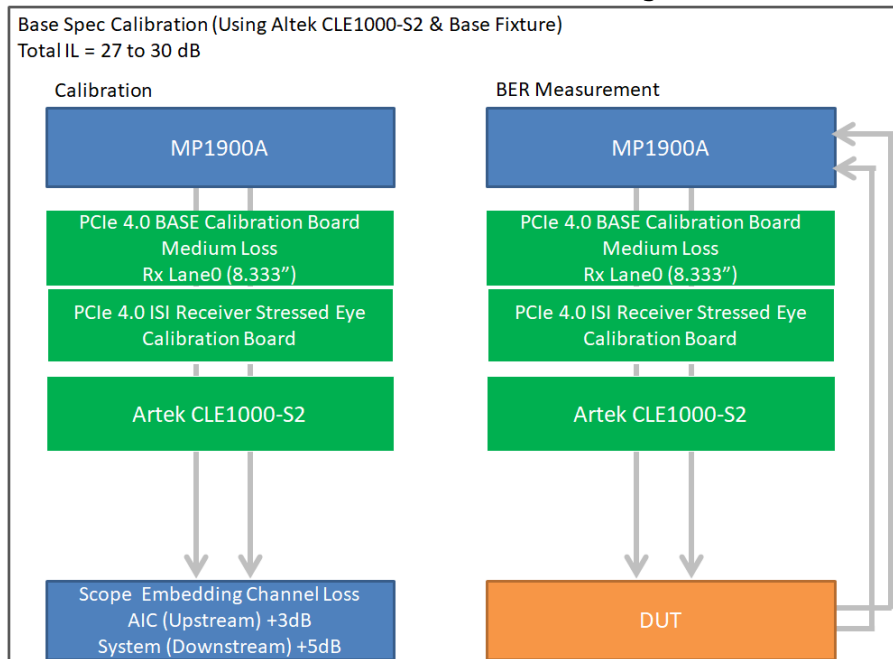 Base Spec Calibration (Using Altek CLE1000-S2 & Base Fixture)
Total IL = 27 to 30 dB
Calibration
BER Measurement
MP1900A
MP1900A
PCIe 4.0 BASE Calibration Board
Medium Loss
Rx Lane0 (8.333”)
PCIe 4.0 BASE Calibration Board
Medium Loss
Rx Lane0 (8.333”)
PCIe 4.0 ISI Receiver Stressed Eye
Calibration Board
PCIe 4.0 ISI Receiver Stressed Eye
Calibration Board
Artek CLE1000-S2
Artek CLE1000-S2
Scope Embedding Channel Loss
AIC (Upstream) +3dB
System (Downstream) +5dB
DUT